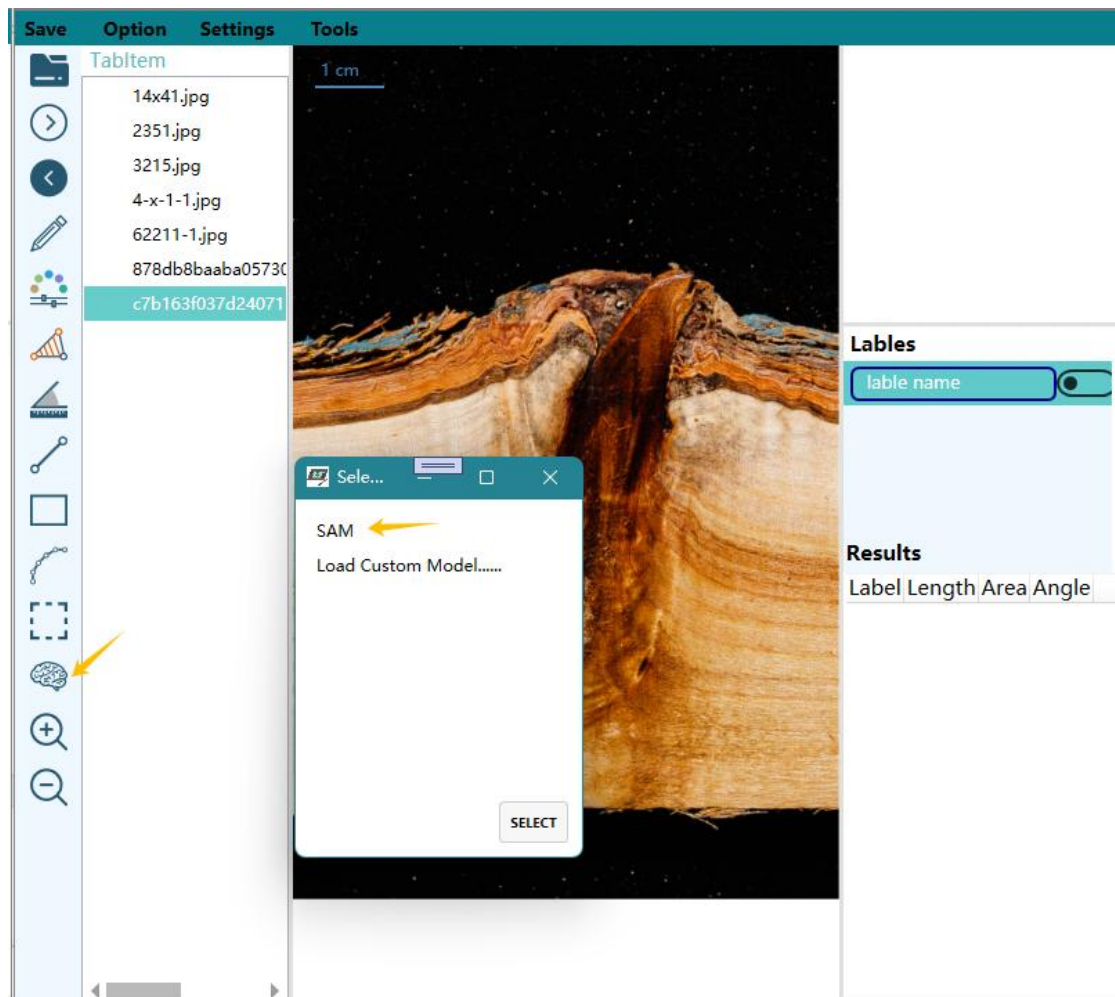 Save Option Settings Tools
TabItem
14x41.jpg
2351.jpg
3215.jpg
4-x-1-1.jpg
62211-1.jpg
878db8baaba05730
c7b163f037d24071
1 cm
Sele...
SAM
Load Custom Model......
SELECT
Lables
lable name
Results
Label Length Area Angle